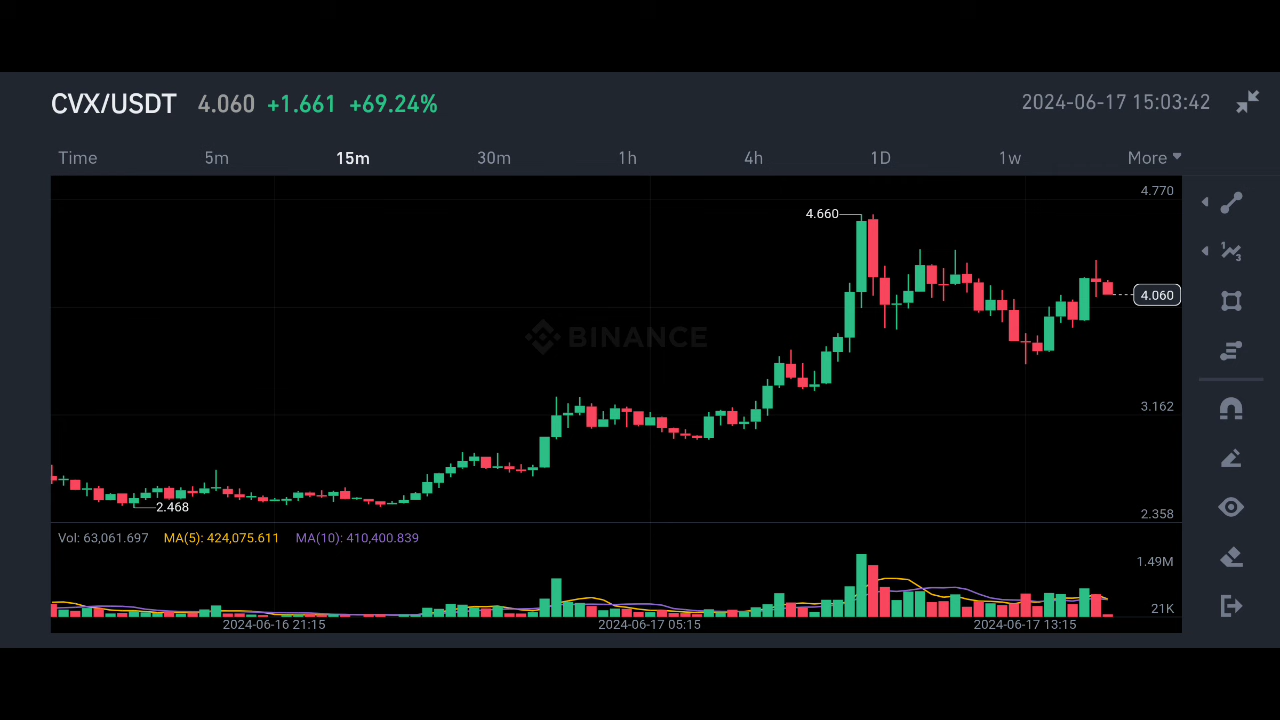 CVX/USDT 4.060 +1.661 +69.24% 2024-06-17 15:03:42
Time 5m 15m 30m 1h 4h 1D 1w More
4.770
4.660
4.060
BINANCE
3.162
2.468
2.358
Vol: 63,061.697 MA(5): 424,075.611 MA(10): 410,400.839
1.49M
21K
2024-06-16 21:15 2024-06-17 05:15 2024-06-17 13:15